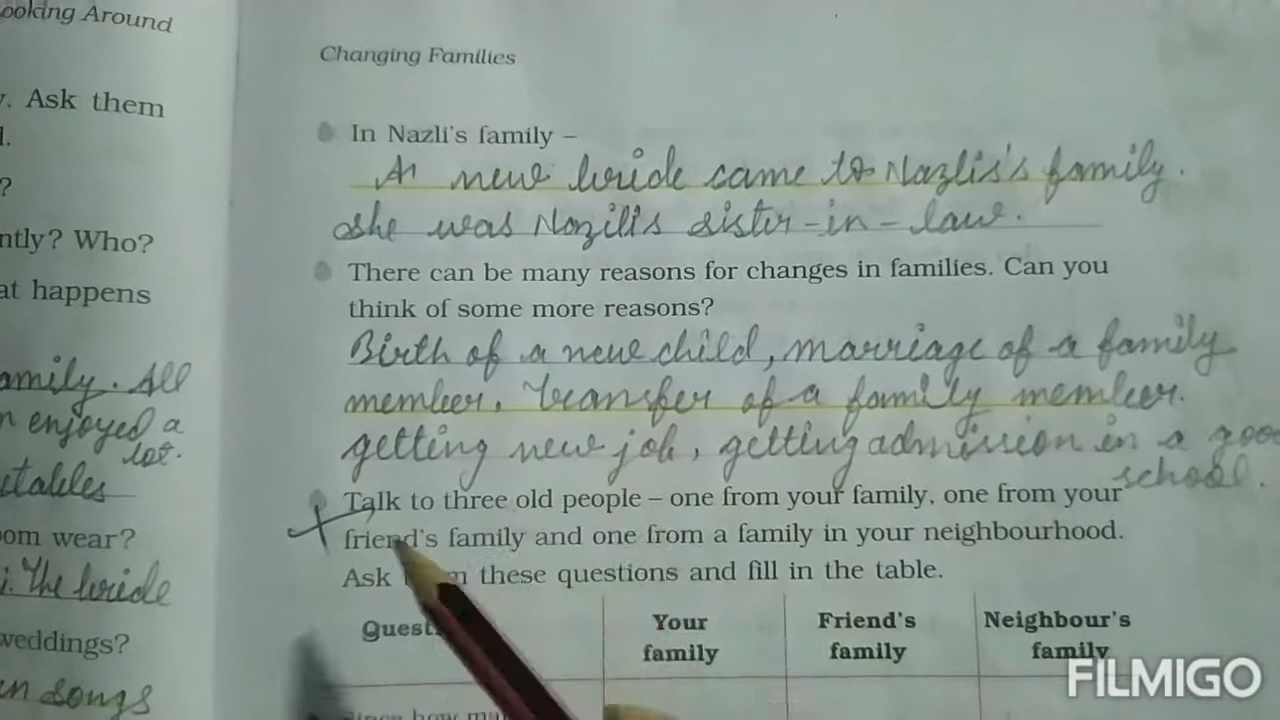 ooking Around
. Ask them
?
ntly? Who?
at happens
amily. All
n enjoyed a
lot.
om wear?
. The bride
weddings?
en songs
Changing Families
In Nazli's family –
A new bride came to Nazlis's family.
She was Nazili's sister-in-law.
There can be many reasons for changes in families. Can you
think of some more reasons?
Birth of a new child, marriage of a family
member, transfer of a family member.
getting new job, getting admission in a goo
school.
Talk to three old people – one from your family, one from your
friend's family and one from a family in your neighbourhood.
Ask these questions and fill in the table.
Your family
Friend's family
Neighbour's family
FILMIGO